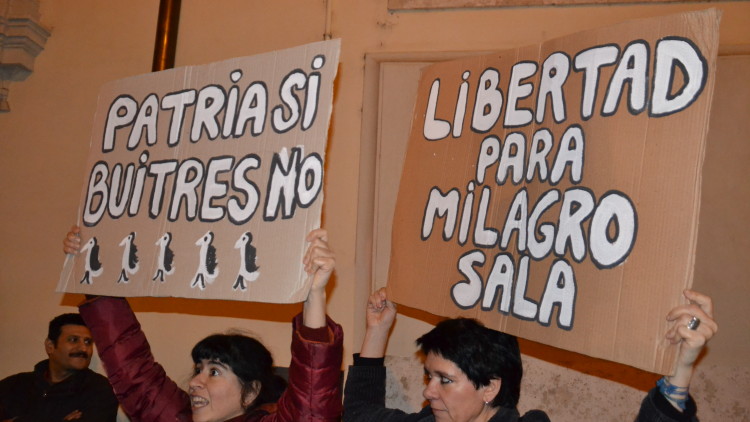 PATRIA SI
BUITRES NO
LIBERTAD
PARA
MILAGRO
SALA